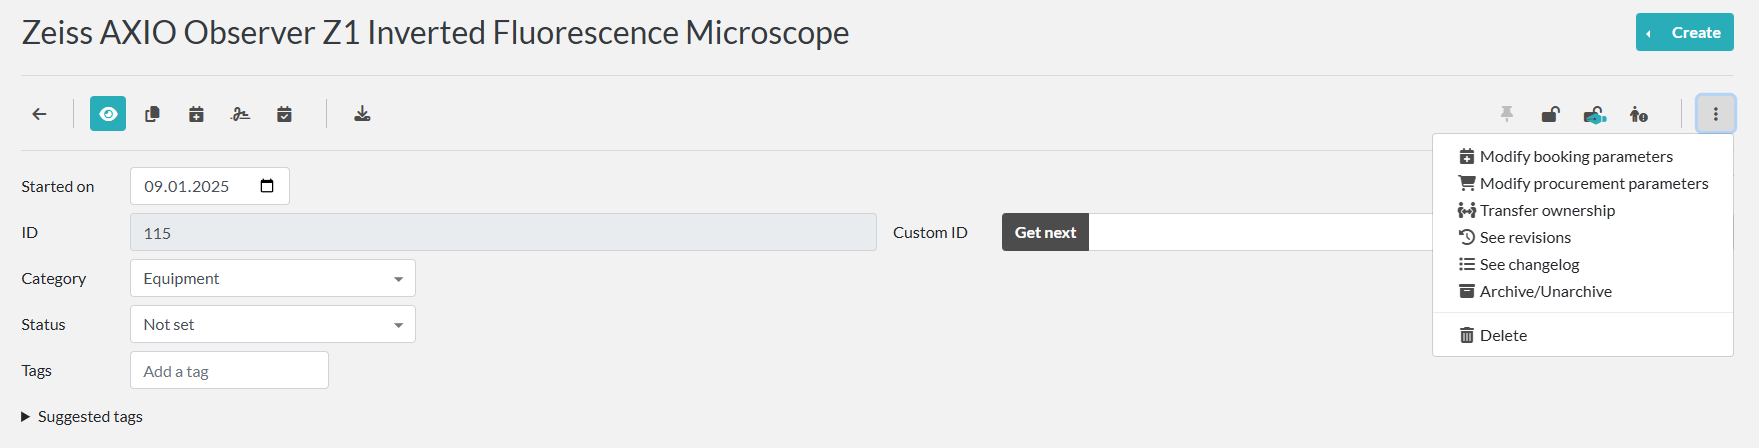 Zeiss AXIO Observer Z1 Inverted Fluorescence Microscope
Create
Started on 09.01.2025
ID 115 Custom ID Get next
Category Equipment
Status Not set
Tags Add a tag
Suggested tags
Modify booking parameters
Modify procurement parameters
Transfer ownership
See revisions
See changelog
Archive/Unarchive
Delete